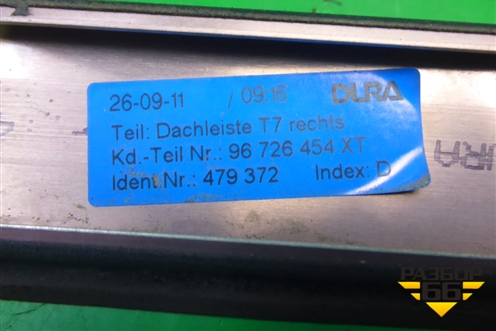 26-09-11 / 09:15 DURA
Teil: Dachleiste T7 rechts
Kd.-Teil Nr.: 96 726 454 XT
Ident.Nr.: 479 372 Index: D
РАЗБОР
66